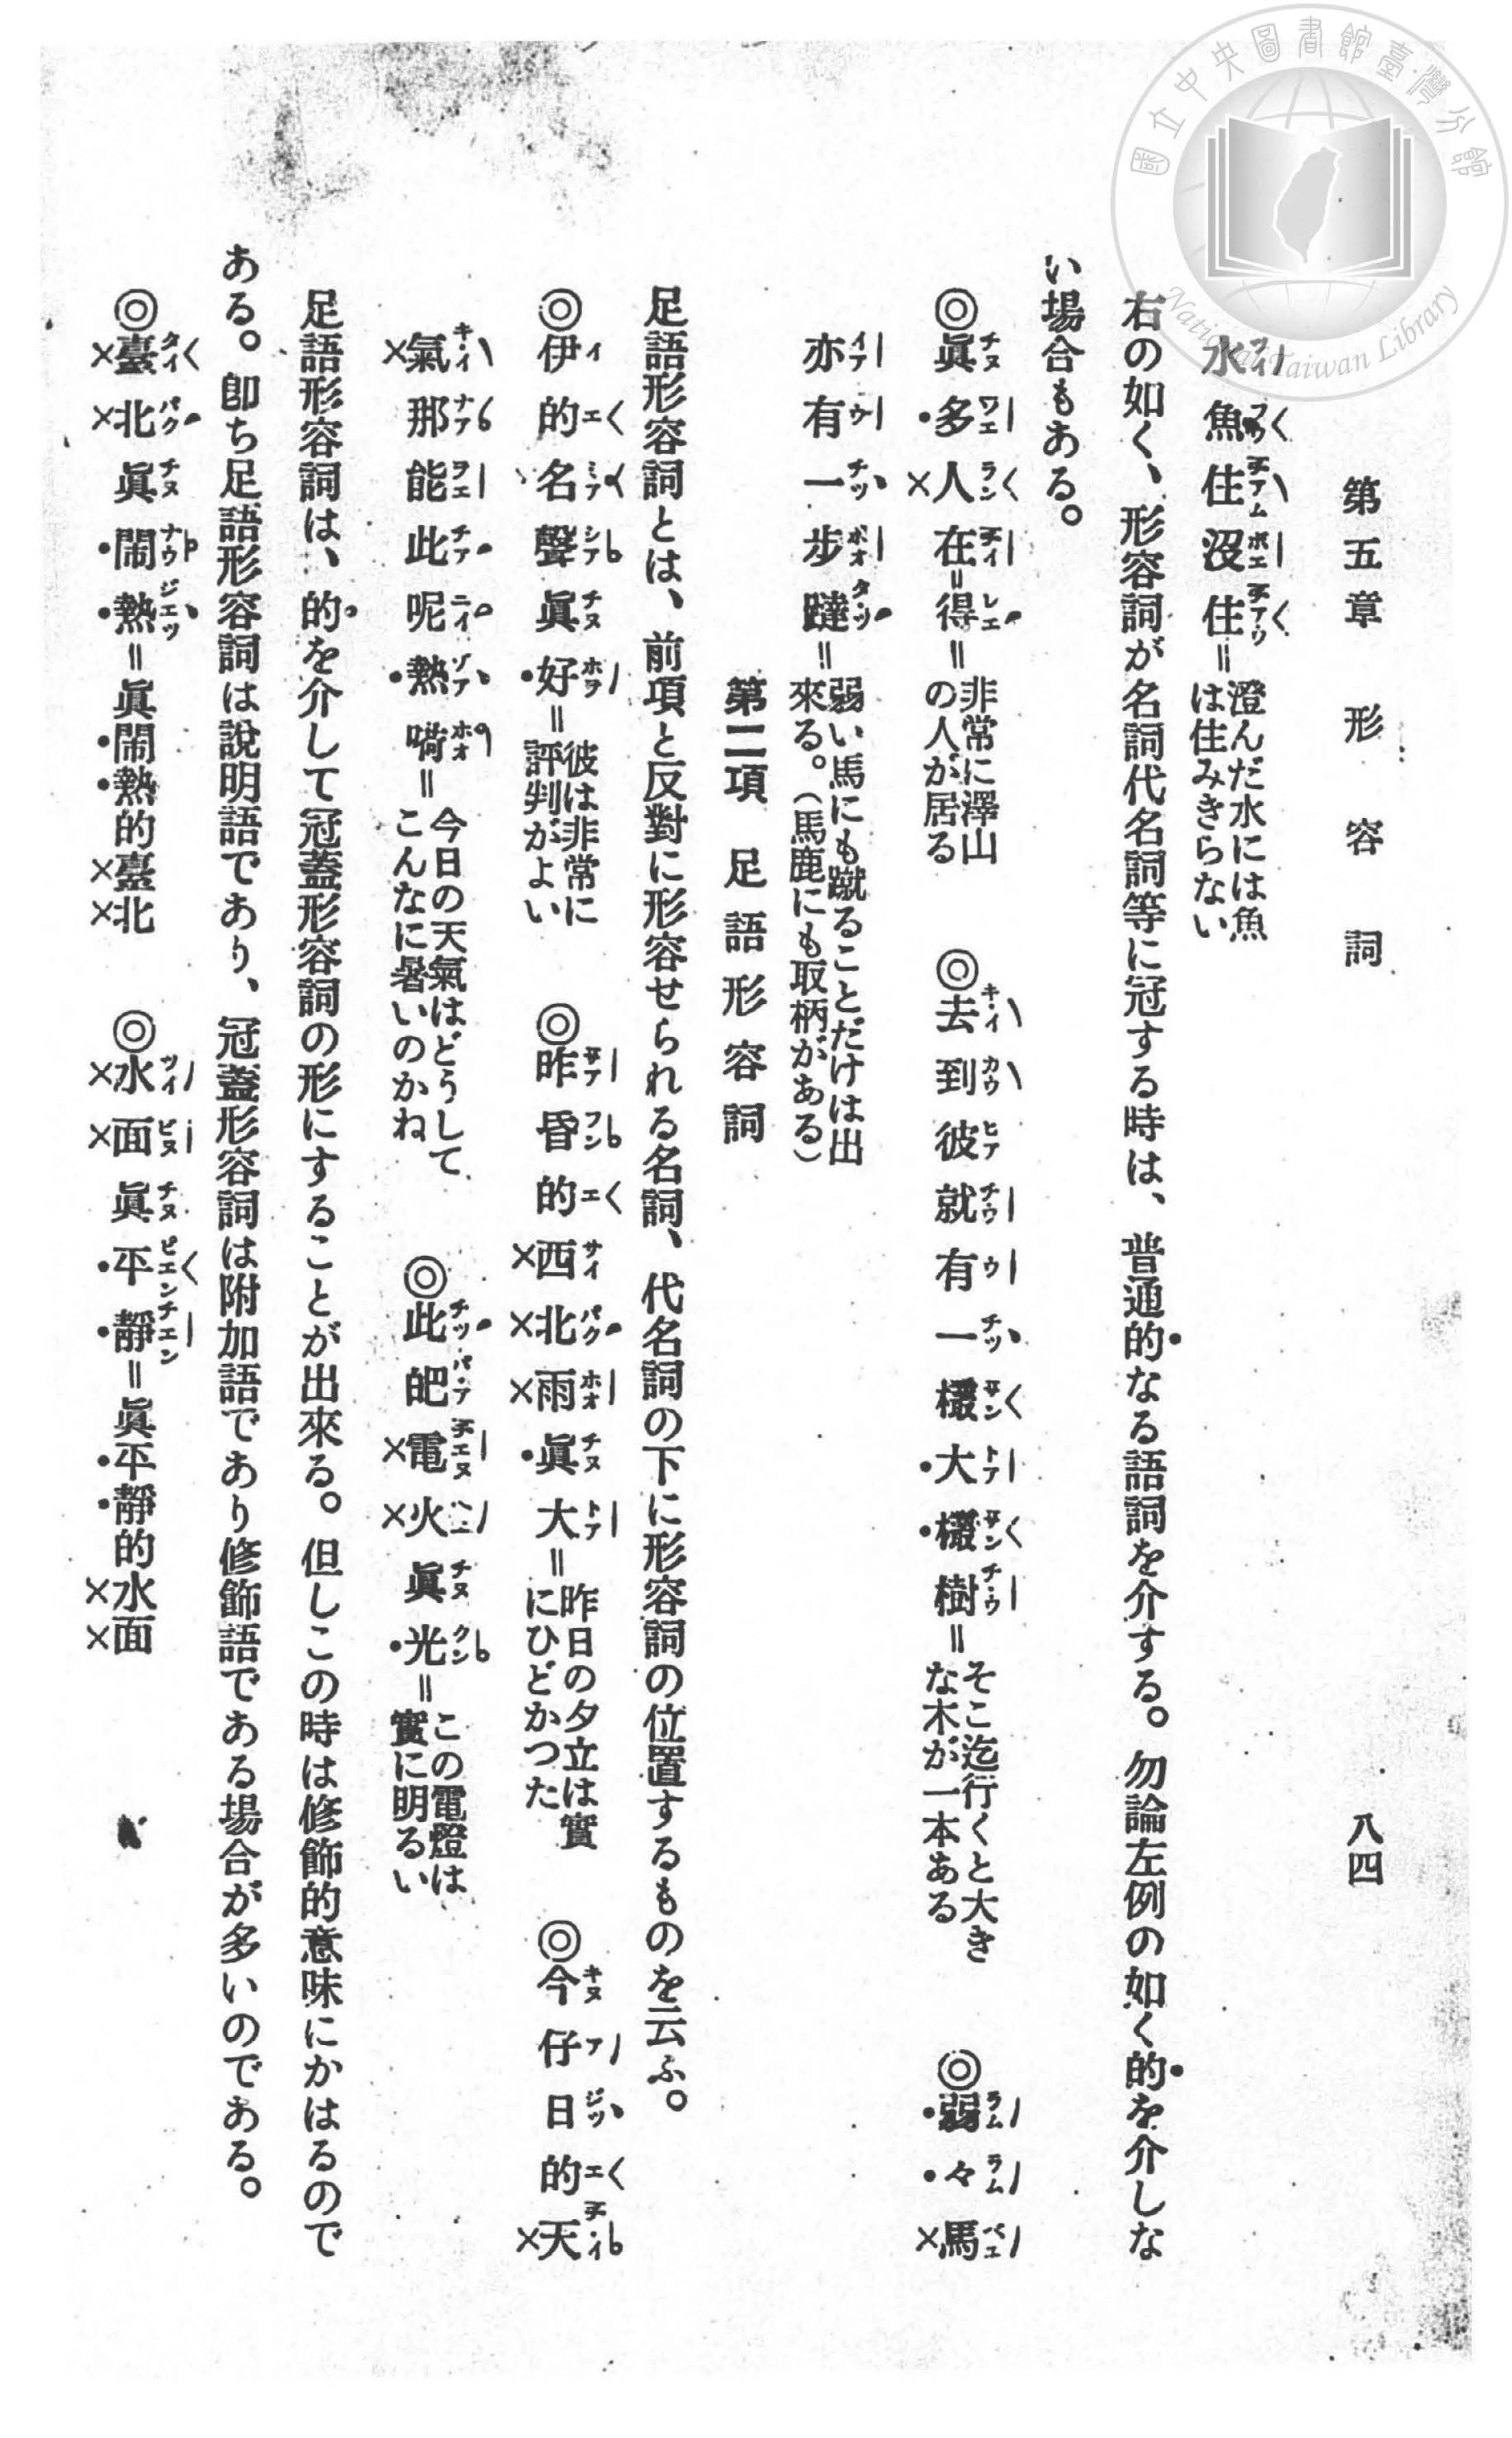 第五章 形容詞 八四
水魚住沒住＝澄んだ水には魚は住みきらない
右の如く、形容詞が名詞代名詞等に冠する時は、普通的なる語詞を介する。勿論左例の如く的を介しな
い場合もある。
◎眞多人在＝得＝非常に澤山の人が居る ◎去到彼就有一欉大欉樹＝そこ迄行くと大きな木が一本ある ◎弱々馬
亦有一步躂＝弱い馬にも蹴ることだけは出來る。（馬鹿にも取柄がある）
第二項 足語形容詞
足語形容詞とは、前項と反對に形容せられる名詞、代名詞の下に形容詞の位置するものを云ふ。
◎伊的名聲眞好＝彼は非常に評判がよい ◎昨昏的西北雨眞大＝昨日の夕立は實にひどかつた ◎今仔日的天
氣那能此呢熱嗬＝今日の天氣はどうしてこんなに暑いのかね ◎此葩電火眞光＝この電燈は實に明るい
足語形容詞は、的を介して冠蓋形容詞の形にすることが出來る。但しこの時は修飾的意味にかはるので
ある。卽ち足語形容詞は說明語であり、冠蓋形容詞は附加語であり修飾語である場合が多いのである。
◎臺北眞鬧熱＝眞鬧熱的臺北 ◎水面眞平靜＝眞平靜的水面
國立中央圖書館臺灣分館
National Taiwan Library